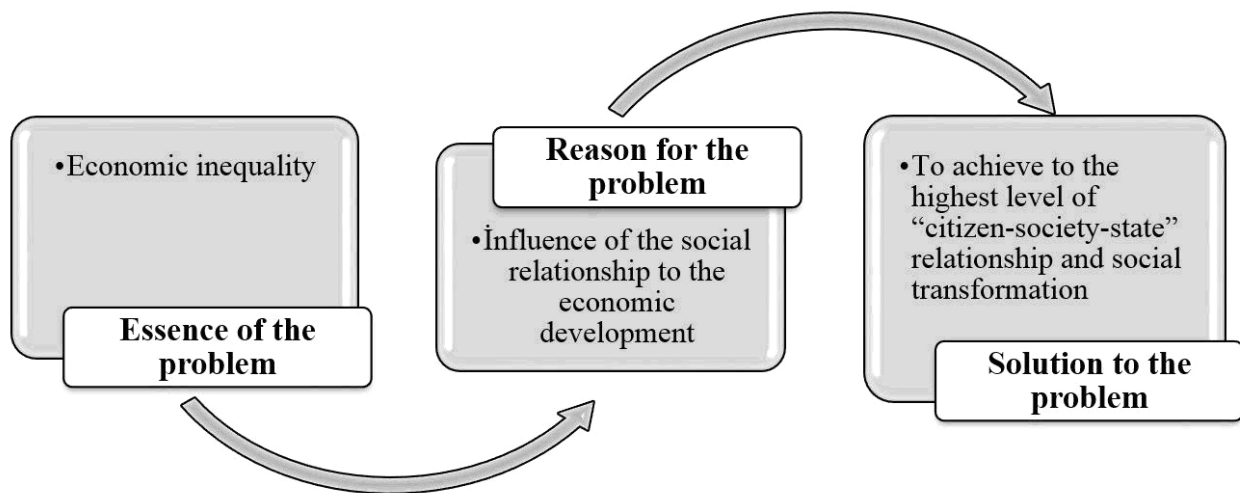 •Economic inequality
Essence of the
problem
Reason for the
problem
•İnfluence of the social
relationship to the
economic
development
•To achieve to the
highest level of
“citizen-society-state”
relationship and social
transformation
Solution to the
problem